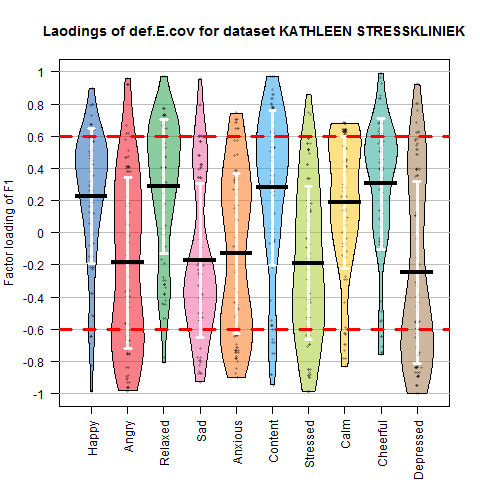 Laodings of def.E.cov for dataset KATHLEEN STRESSKLINIEK
Factor loading of F1
1
0.8
0.6
0.4
0.2
0
-0.2
-0.4
-0.6
-0.8
-1
Happy
Angry
Relaxed
Sad
Anxious
Content
Stressed
Calm
Cheerful
Depressed